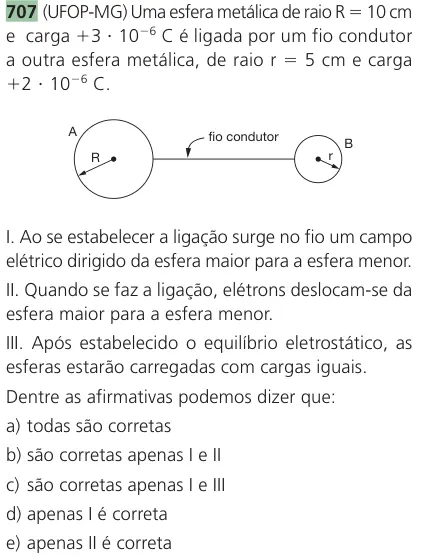 707 (UFOP-MG) Uma esfera metálica de raio R = 10 cm
e carga +3 · 10⁻⁶ C é ligada por um fio condutor
a outra esfera metálica, de raio r = 5 cm e carga
+2 · 10⁻⁶ C.
A
fio condutor
B
R
r
I. Ao se estabelecer a ligação surge no fio um campo
elétrico dirigido da esfera maior para a esfera menor.
II. Quando se faz a ligação, elétrons deslocam-se da
esfera maior para a esfera menor.
III. Após estabelecido o equilíbrio eletrostático, as
esferas estarão carregadas com cargas iguais.
Dentre as afirmativas podemos dizer que:
a) todas são corretas
b) são corretas apenas I e II
c) são corretas apenas I e III
d) apenas I é correta
e) apenas II é correta